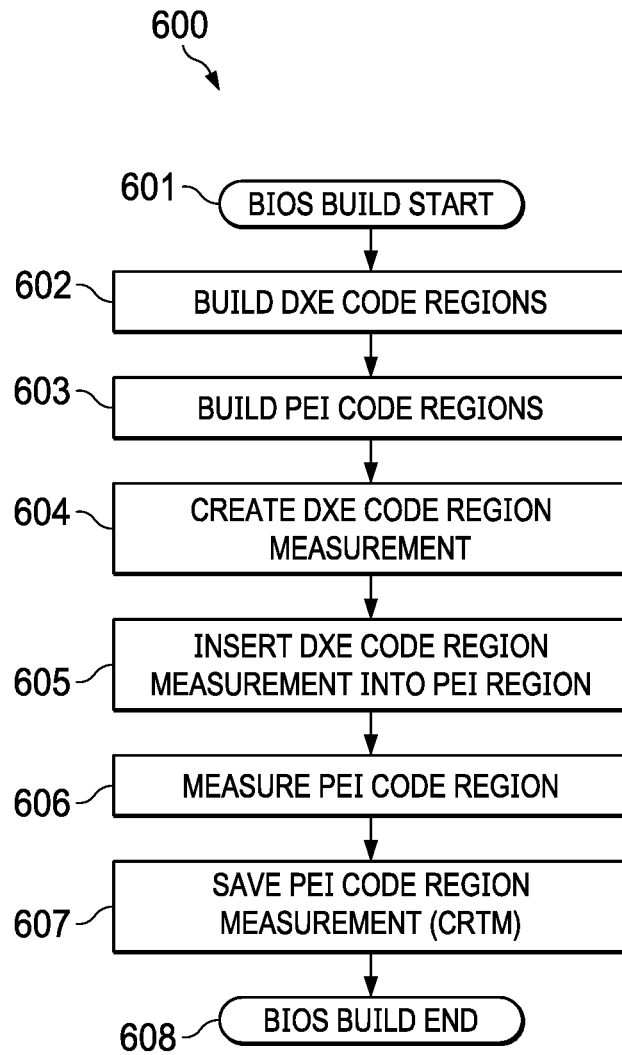 600
601
BIOS BUILD START
602
BUILD DXE CODE REGIONS
603
BUILD PEI CODE REGIONS
604
CREATE DXE CODE REGION
MEASUREMENT
605
INSERT DXE CODE REGION
MEASUREMENT INTO PEI REGION
606
MEASURE PEI CODE REGION
607
SAVE PEI CODE REGION
MEASUREMENT (CRTM)
608
BIOS BUILD END